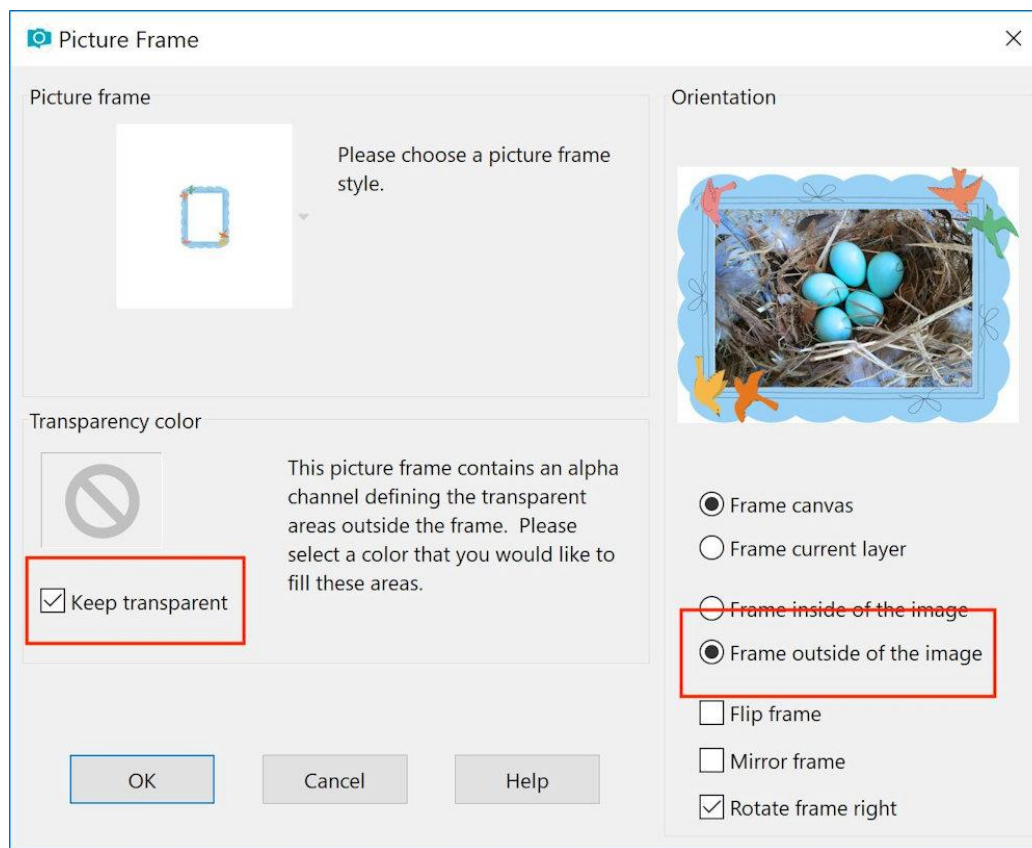 Picture Frame
Picture frame
Please choose a picture frame
style.
Transparency color
This picture frame contains an alpha
channel defining the transparent
areas outside the frame.  Please
select a color that you would like to
fill these areas.
Keep transparent
OK
Cancel
Help
Orientation
Frame canvas
Frame current layer
Frame inside of the image
Frame outside of the image
Flip frame
Mirror frame
Rotate frame right